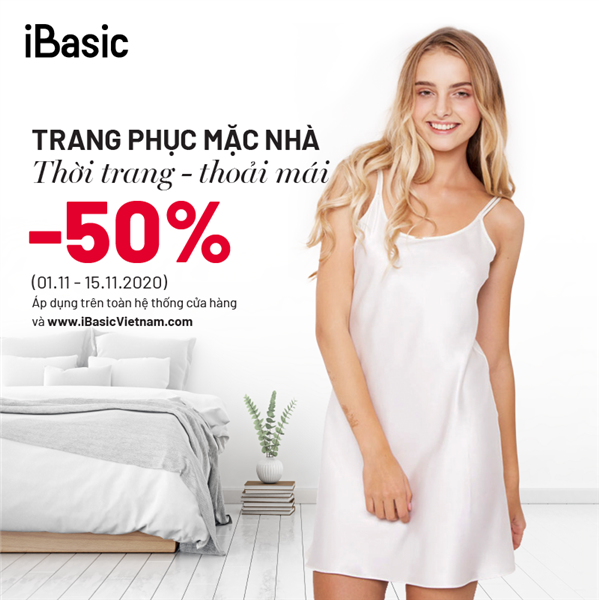 iBasic
TRANG PHỤC MẶC NHÀ
Thời trang - thoải mái
-50%
(01.11 - 15.11.2020)
Áp dụng trên toàn hệ thống cửa hàng
và www.iBasicVietnam.com